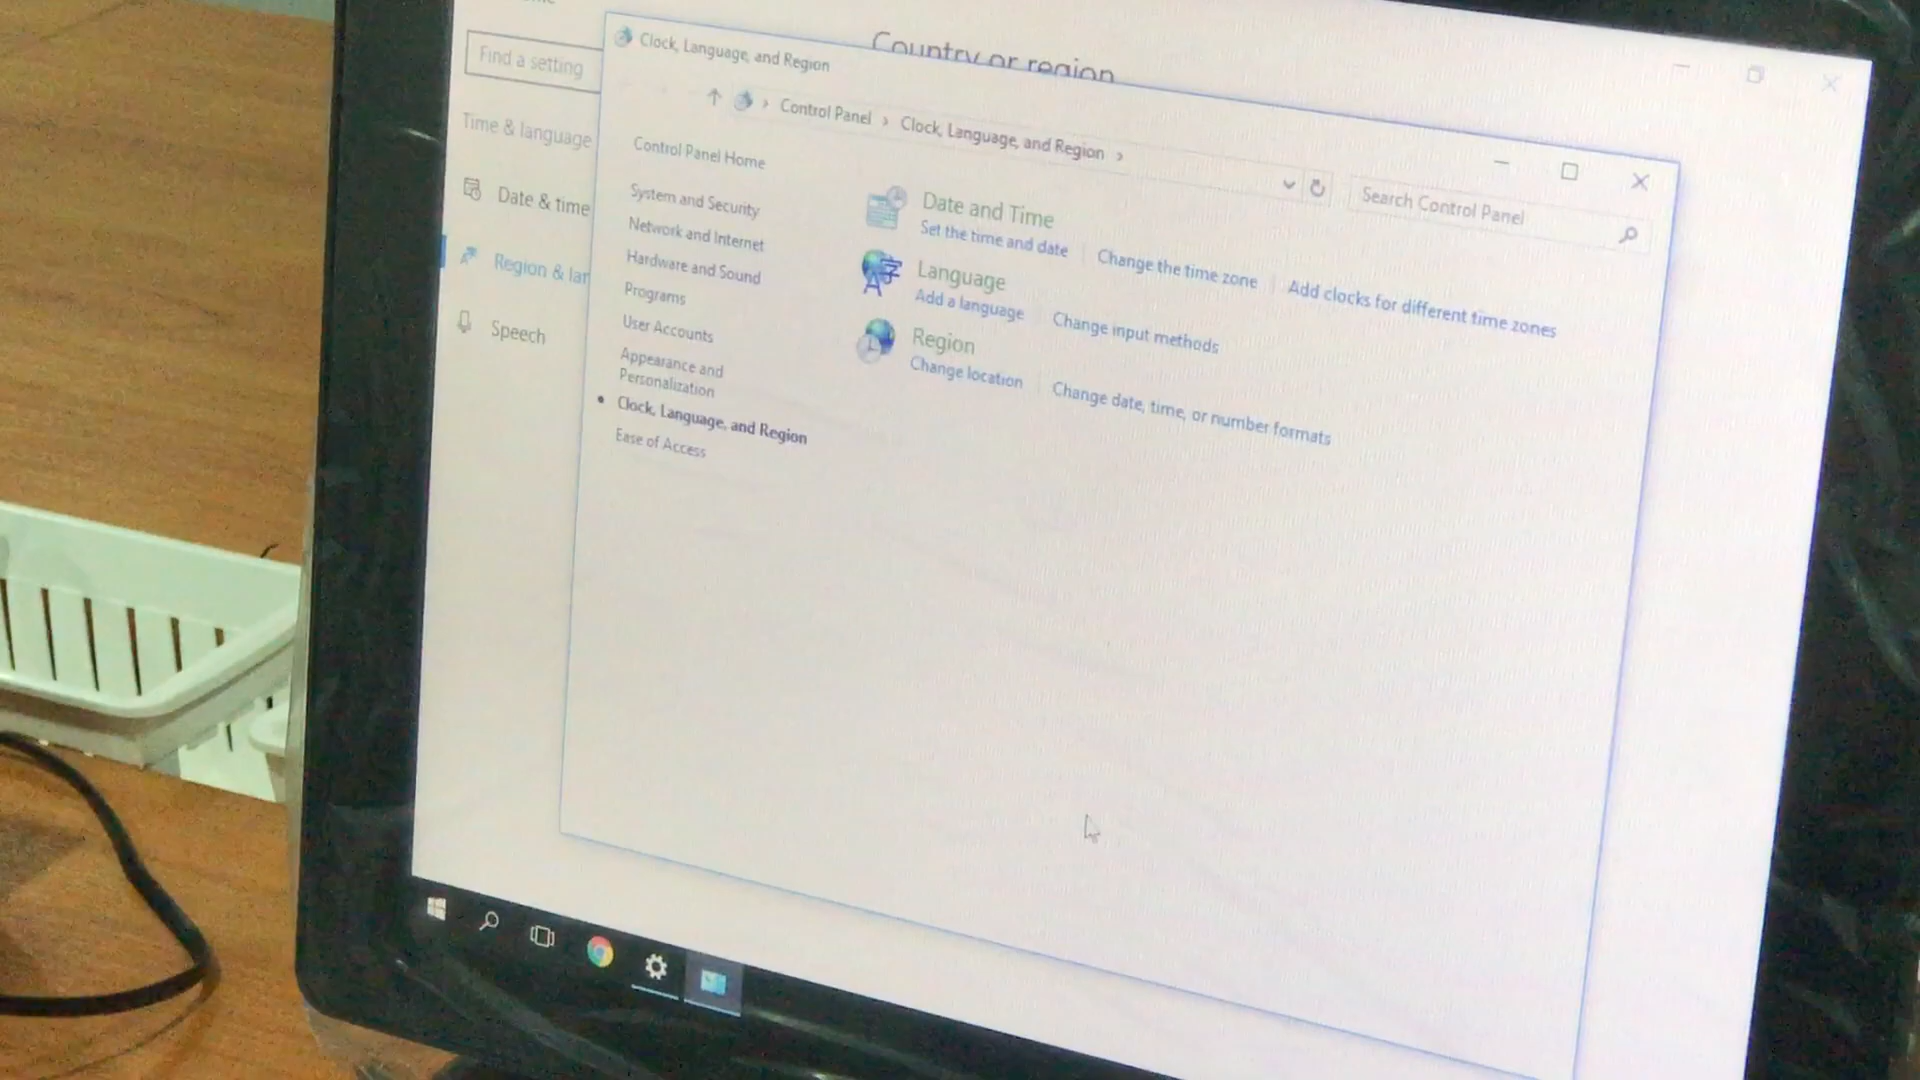 Country or region
Find a setting
Time & language
Date & time
Region & lan
Speech
Clock, Language, and Region
Control Panel › Clock, Language, and Region ›
Search Control Panel
Control Panel Home
System and Security
Network and Internet
Hardware and Sound
Programs
User Accounts
Appearance and
Personalization
Clock, Language, and Region
Ease of Access
Date and Time
Set the time and date
Change the time zone
Add clocks for different time zones
Language
Add a language
Change input methods
Region
Change location
Change date, time, or number formats